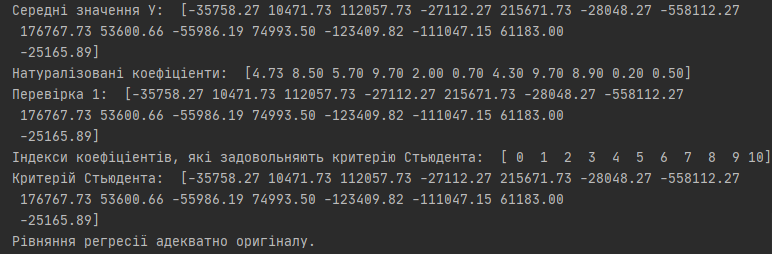 Середні значення Y:  [-35758.27 10471.73 112057.73 -27112.27 215671.73 -28048.27 -558112.27
 176767.73 53600.66 -55986.19 74993.50 -123409.82 -111047.15 61183.00
 -25165.89]
Натуралізовані коефіціенти:  [4.73 8.50 5.70 9.70 2.00 0.70 4.30 9.70 8.90 0.20 0.50]
Перевірка 1:  [-35758.27 10471.73 112057.73 -27112.27 215671.73 -28048.27 -558112.27
 176767.73 53600.66 -55986.19 74993.50 -123409.82 -111047.15 61183.00
 -25165.89]
Індекси коефіціентів, які задовольняють критерію Стьюдента:  [ 0  1  2  3  4  5  6  7  8  9 10]
Критерій Стьюдента:  [-35758.27 10471.73 112057.73 -27112.27 215671.73 -28048.27 -558112.27
 176767.73 53600.66 -55986.19 74993.50 -123409.82 -111047.15 61183.00
 -25165.89]
Рівняння регресії адекватно оригіналу.